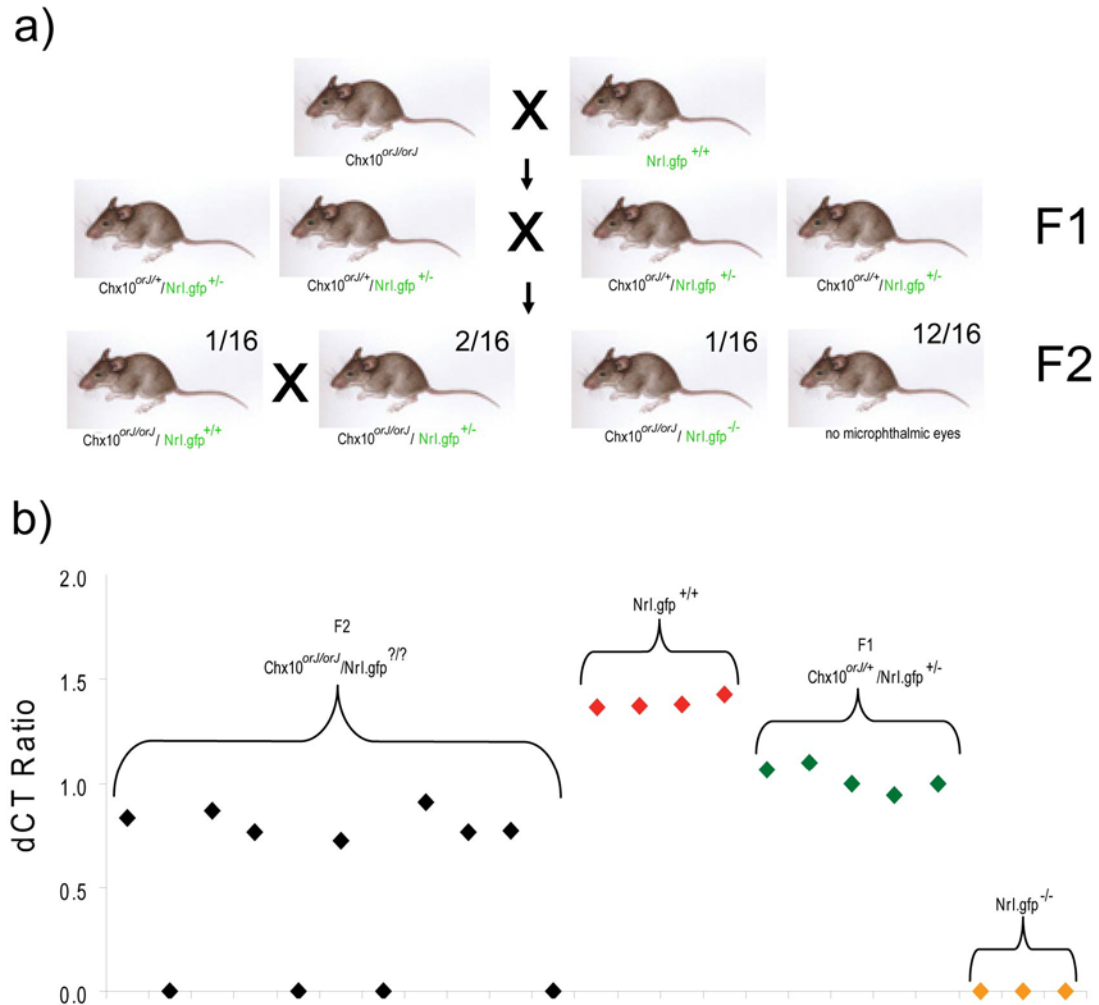 a)
X
Chx10orJ/orJ
Nrl.gfp +/+
X
F1
Chx10orJ/+/Nrl.gfp+/-
Chx10orJ/+/Nrl.gfp+/-
Chx10orJ/+/Nrl.gfp+/-
Chx10orJ/+/Nrl.gfp+/-
1/16
X
2/16
1/16
12/16
F2
Chx10orJ/orJ/ Nrl.gfp+/+
Chx10orJ/orJ/ Nrl.gfp+/-
Chx10orJ/orJ/ Nrl.gfp-/-
no microphthalmic eyes
b)
dCT Ratio
2.0
1.5
1.0
0.5
0.0
F2
Chx10orJ/orJ/Nrl.gfp?/?
Nrl.gfp +/+
F1
Chx10orJ/+/Nrl.gfp+/-
Nrl.gfp-/-